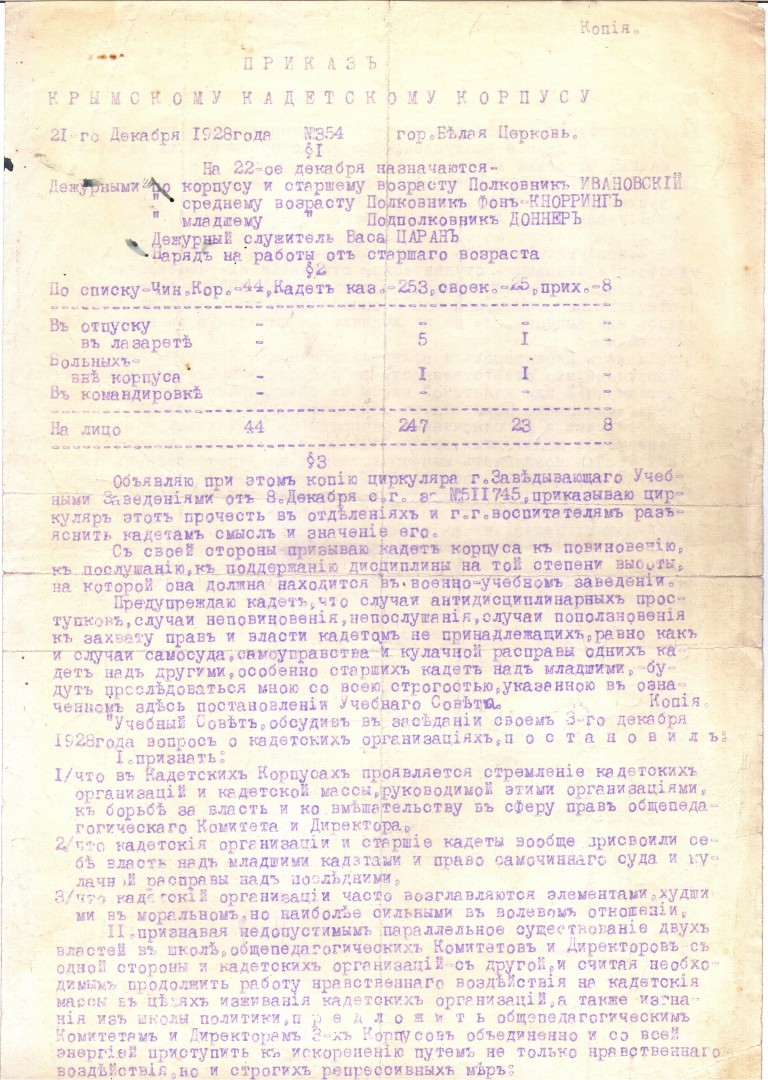 Копія.
ПРИКАЗЪ
КРЫМСКОМУ КАДЕТСКОМУ КОРПУСУ
21-го Декабря 1928года №354 гор.Бѣлая Церковь.
§I
На 22-ое декабря назначаются-
Дежурными по корпусу и старшему возрасту Полковникъ ИВАНОВСКІЙ
" среднему возрасту Полковникъ Фонъ-КНОРРИНГЪ
" младшему " Подполковникъ ДОННЕРЪ
Дежурный служитель Васа ЦАРАНЪ
Нарядъ на работы отъ старшаго возраста
§2
По списку-Чин.Кор.-44,Кадетъ каз.-253,своек.-25,прих.-8
Въ отпуску - - - -
въ лазаретѣ - 5 I -
Больныхъ-
внѣ корпуса - I I -
Въ командировкѣ - - - -
На лицо 44 247 23 8
§3
Объявляю при этомъ копію циркуляра г.Завѣдывающаго Учеб-
ными Заведеніями отъ 8.Декабря с.г. за №5II745,приказываю цир-
куляръ этотъ прочесть въ отдѣленіяхъ и г.г.воспитателямъ разъ-
яснить кадетамъ смыслъ и значеніе его.
Съ своей стороны призываю кадетъ корпуса къ повиновенію,
къ послушанію,къ поддержанію дисциплины на той степени высоты,
на которой она должна находится въ военно-учебномъ заведеніи.
Предупреждаю кадетъ,что случаи антидисциплинарныхъ прос-
тупковъ,случаи неповиновенія,непослушанія,случаи поползновенія
къ захвату правъ и власти кадетомъ не принадлежащихъ,равно какъ
и случаи самосуда,самоуправства и кулачной расправы однихъ ка-
детъ надъ другими,особенно старшихъ кадетъ надъ младшими,-бу-
дутъ преслѣдоваться мною со всею строгостью,указанною въ озна-
ченномъ здѣсь постановленіи Учебнаго Совѣта. Копія.
"Учебный Совѣтъ,обсудивъ въ засѣданіи своемъ 3-го декабря
1928года вопросъ о кадетскихъ организаціяхъ,п о с т а н о в и л ъ:
I.признать:
I/что въ Кадетскихъ Корпусахъ проявляется стремленіе кадетскихъ
организацій и кадетской массы,руководимой этими организаціями,
къ борьбѣ за власть и ко вмѣшательству въ сферу правъ общепеда-
гогическаго Комитета и Директора,
2/что кадетскія организаціи и старшіе кадеты вообще присвоили се-
бѣ власть надъ младшими кадетами и право самочиннаго суда и ку-
лачной расправы надъ послѣдними,
3/что кадетскій организаціи часто возглавляются элементами,худши-
ми въ моральномъ,но наиболѣе сильными въ волевомъ отношеніи,
II.признавая недопустимымъ параллельное существованіе двухъ
властей въ школѣ,общепедагогическихъ Комитетовъ и Директоровъ-съ
одной стороны и кадетскихъ организацій-съ другой,и считая необхо-
димымъ продолжить работу нравственнаго воздѣйствія на кадетскія
массы въ цѣляхъ изживанія кадетскихъ организацій,а также изгна-
нія изъ школы политики,п р е д л о ж и т ь общепедагогическимъ
Комитетамъ и Директорамъ 3-хъ Корпусовъ объединенно и со всей
энергіей приступить къ искорененію путемъ не только нравственнаго
воздѣйствія,но и строгихъ репрессивныхъ мѣръ: